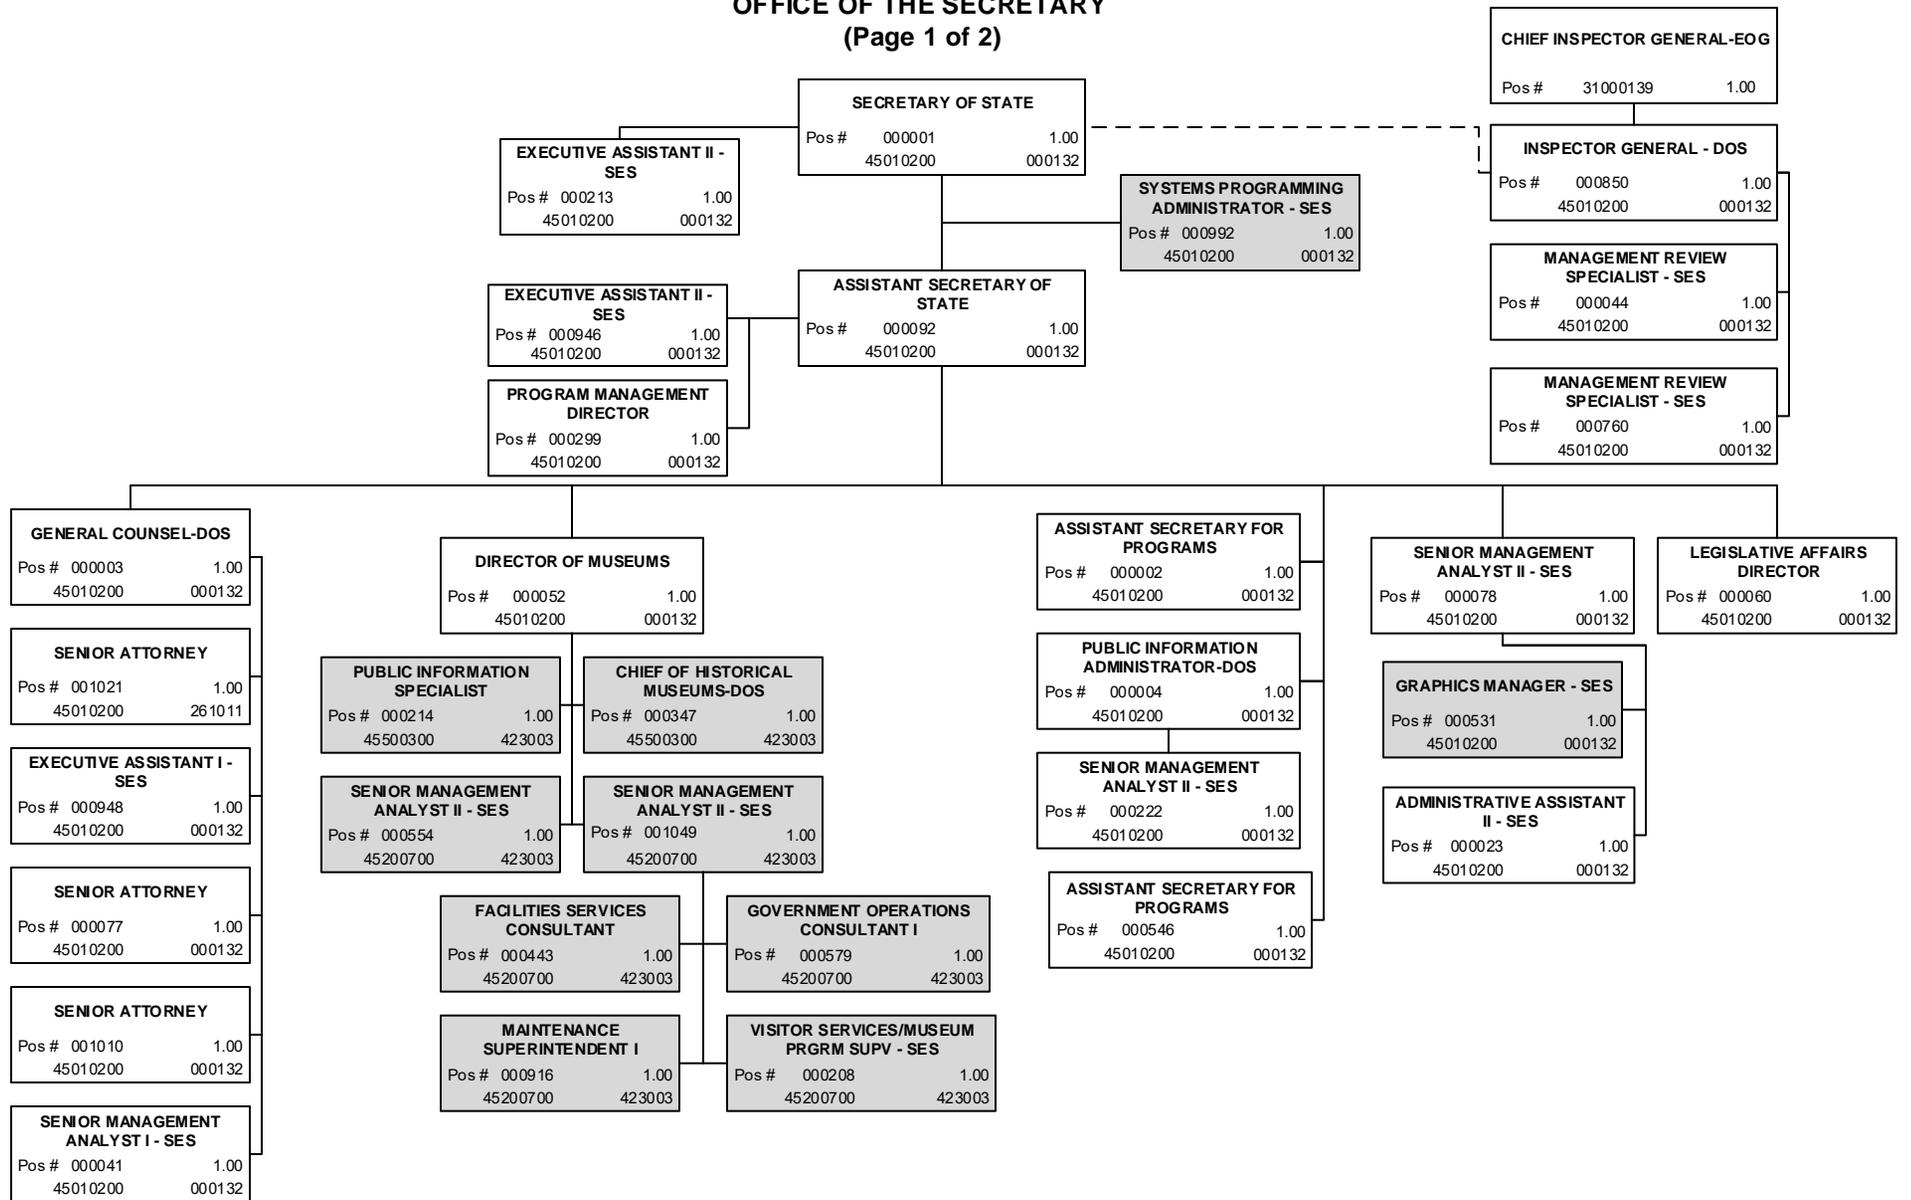 OFFICE OF THE SECRETARY
(Page 1 of 2)
CHIEF INSPECTOR GENERAL-EOG
Pos # 31000139 1.00
SECRETARY OF STATE
Pos # 000001 1.00
45010200 000132
INSPECTOR GENERAL - DOS
Pos # 000850 1.00
45010200 000132
EXECUTIVE ASSISTANT II -
SES
Pos # 000213 1.00
45010200 000132
SYSTEMS PROGRAMMING
ADMINISTRATOR - SES
Pos # 000992 1.00
45010200 000132
MANAGEMENT REVIEW
SPECIALIST - SES
Pos # 000044 1.00
45010200 000132
EXECUTIVE ASSISTANT II -
SES
Pos # 000946 1.00
45010200 000132
ASSISTANT SECRETARY OF
STATE
Pos # 000092 1.00
45010200 000132
MANAGEMENT REVIEW
SPECIALIST - SES
Pos # 000760 1.00
45010200 000132
PROGRAM MANAGEMENT
DIRECTOR
Pos # 000299 1.00
45010200 000132
GENERAL COUNSEL-DOS
Pos # 000003 1.00
45010200 000132
SENIOR ATTORNEY
Pos # 001021 1.00
45010200 261011
EXECUTIVE ASSISTANT I -
SES
Pos # 000948 1.00
45010200 000132
SENIOR ATTORNEY
Pos # 000077 1.00
45010200 000132
SENIOR ATTORNEY
Pos # 001010 1.00
45010200 000132
SENIOR MANAGEMENT
ANALYST I - SES
Pos # 000041 1.00
45010200 000132
DIRECTOR OF MUSEUMS
Pos # 000052 1.00
45010200 000132
PUBLIC INFORMATION
SPECIALIST
Pos # 000214 1.00
45500300 423003
CHIEF OF HISTORICAL
MUSEUMS-DOS
Pos # 000347 1.00
45500300 423003
SENIOR MANAGEMENT
ANALYST II - SES
Pos # 000554 1.00
45200700 423003
SENIOR MANAGEMENT
ANALYST II - SES
Pos # 001049 1.00
45200700 423003
FACILITIES SERVICES
CONSULTANT
Pos # 000443 1.00
45200700 423003
GOVERNMENT OPERATIONS
CONSULTANT I
Pos # 000579 1.00
45200700 423003
MAINTENANCE
SUPERINTENDENT I
Pos # 000916 1.00
45200700 423003
VISITOR SERVICES/MUSEUM
PRGRM SUPV - SES
Pos # 000208 1.00
45200700 423003
ASSISTANT SECRETARY FOR
PROGRAMS
Pos # 000002 1.00
45010200 000132
PUBLIC INFORMATION
ADMINISTRATOR-DOS
Pos # 000004 1.00
45010200 000132
SENIOR MANAGEMENT
ANALYST II - SES
Pos # 000222 1.00
45010200 000132
ASSISTANT SECRETARY FOR
PROGRAMS
Pos # 000546 1.00
45010200 000132
SENIOR MANAGEMENT
ANALYST II - SES
Pos # 000078 1.00
45010200 000132
GRAPHICS MANAGER - SES
Pos # 000531 1.00
45010200 000132
ADMINISTRATIVE ASSISTANT
II - SES
Pos # 000023 1.00
45010200 000132
LEGISLATIVE AFFAIRS
DIRECTOR
Pos # 000060 1.00
45010200 000132